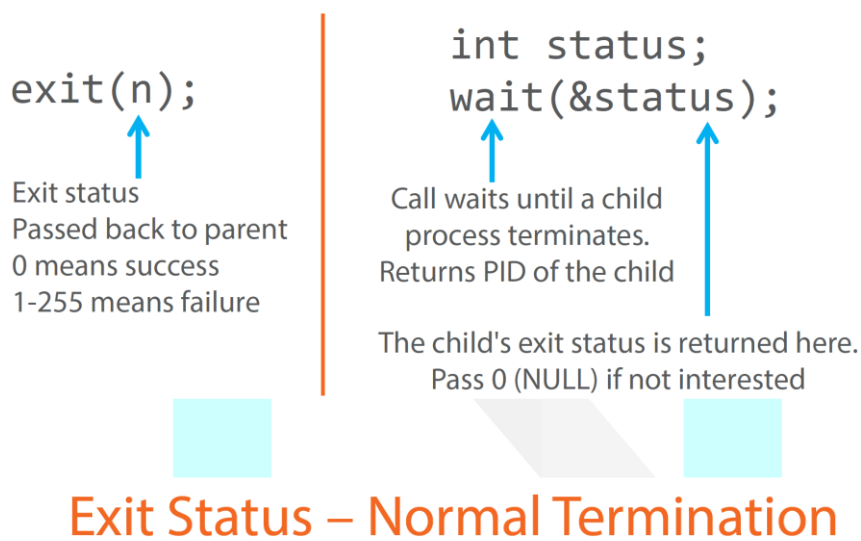 exit(n);
Exit status
Passed back to parent
0 means success
1-255 means failure
int status;
wait(&status);
Call waits until a child
process terminates.
Returns PID of the child
The child's exit status is returned here.
Pass 0 (NULL) if not interested
Exit Status – Normal Termination